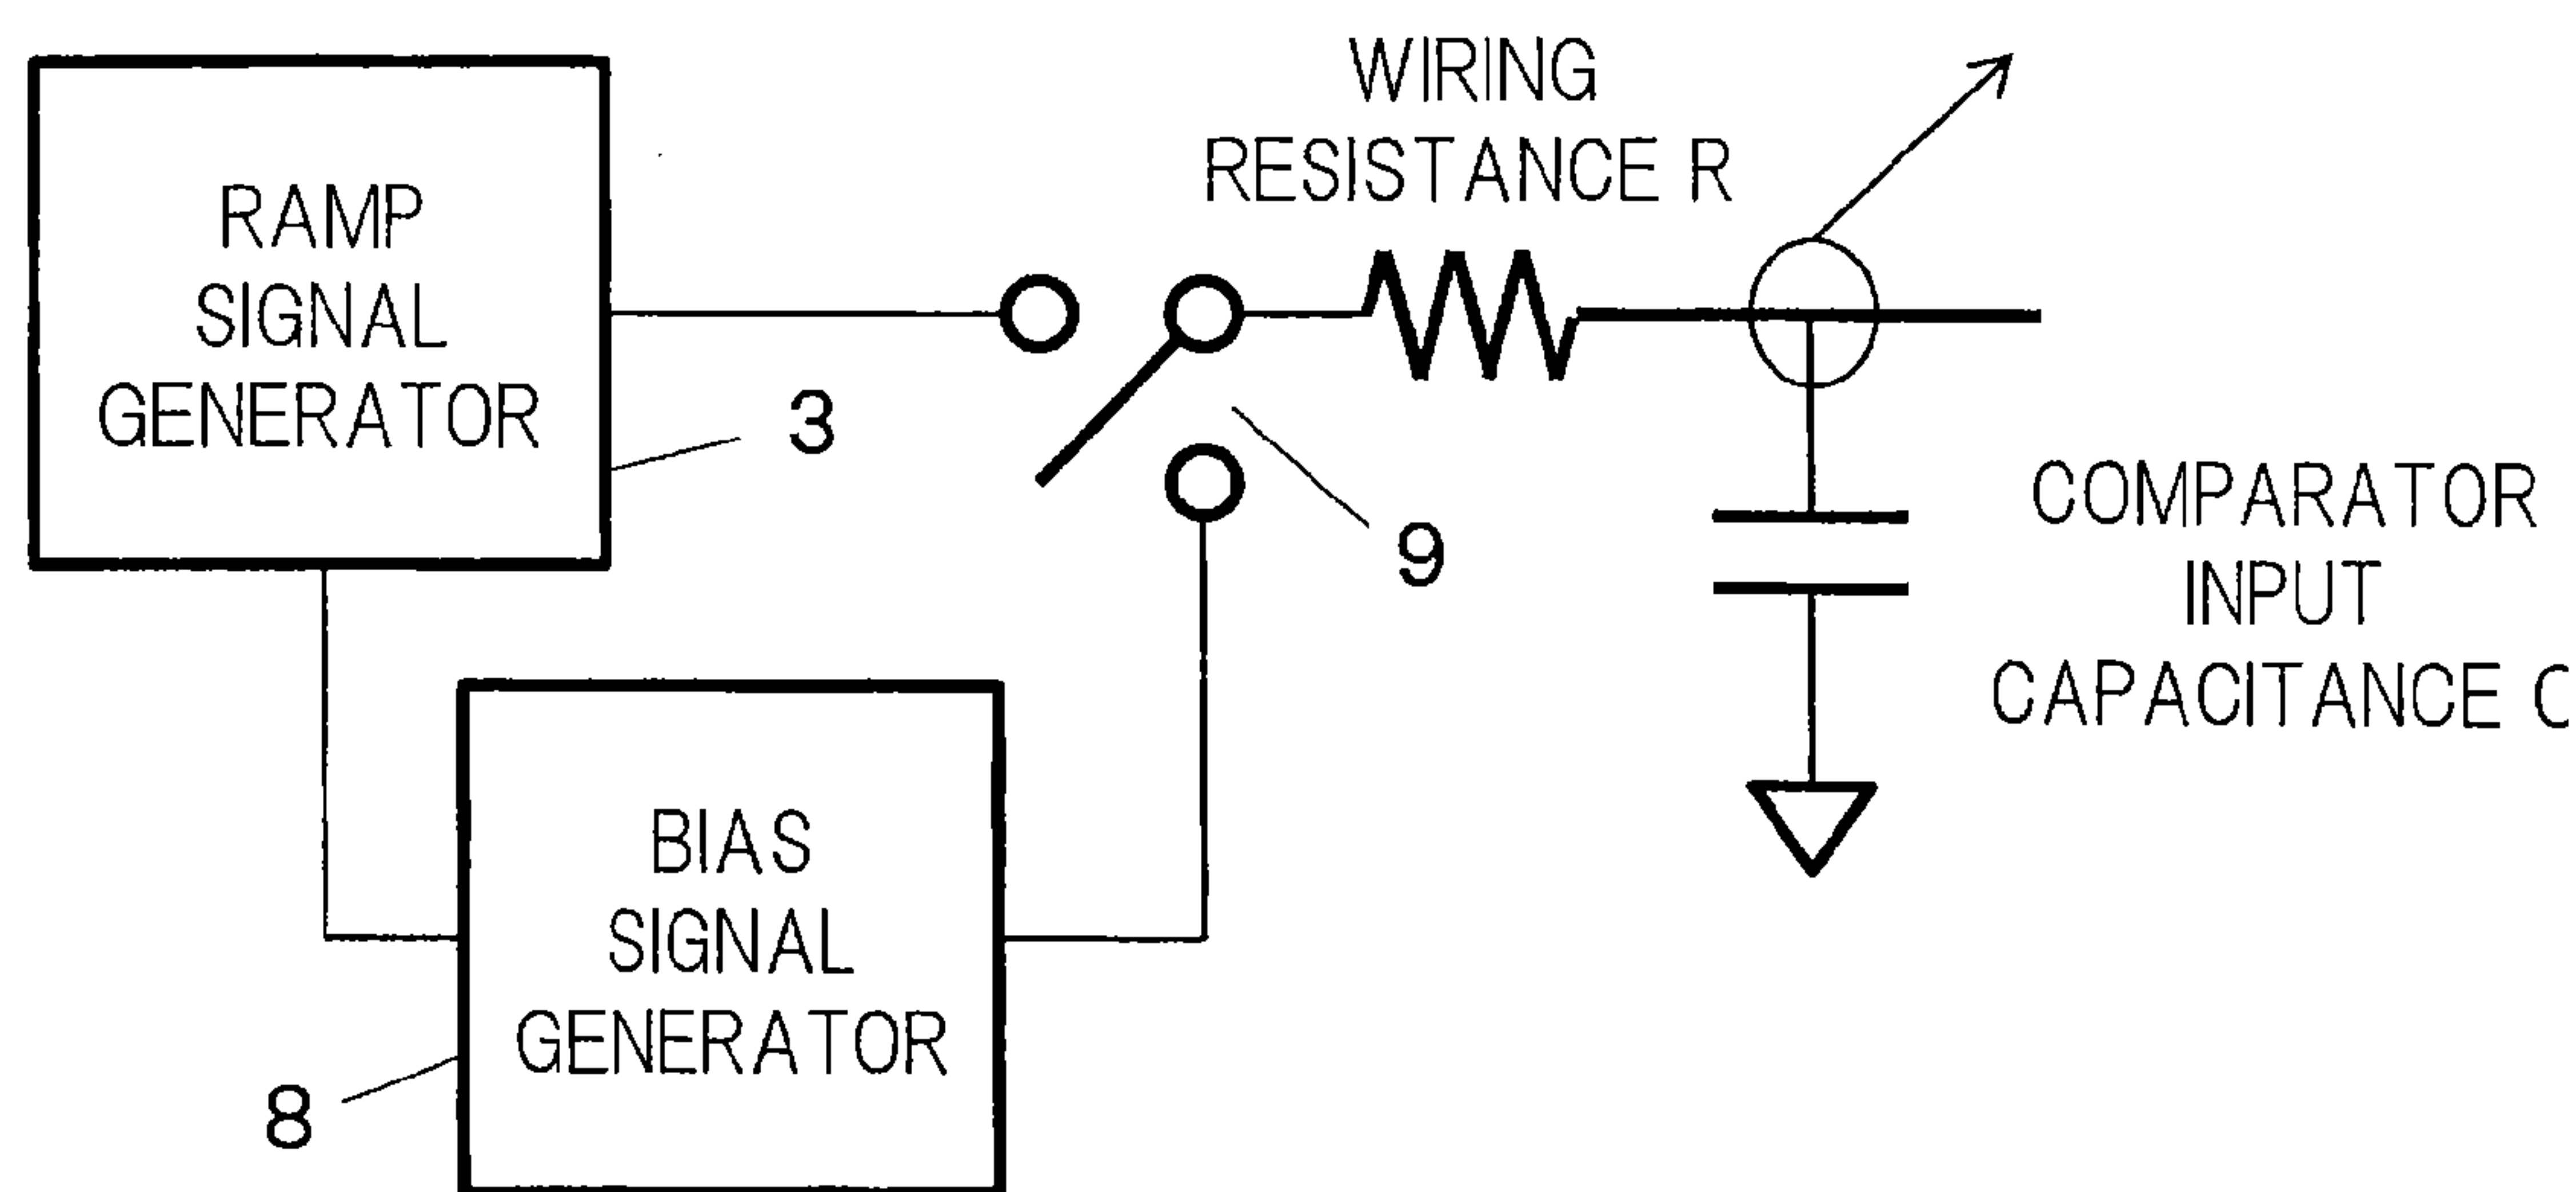 RAMP
SIGNAL
GENERATOR
3
WIRING
RESISTANCE R
9
COMPARATOR
INPUT
CAPACITANCE C
BIAS
SIGNAL
GENERATOR
8